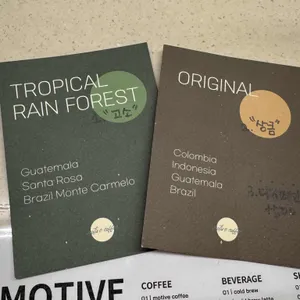 TROPICAL
RAIN FOREST
"고소"
Guatemala
Santa Rosa
Brazil Monte Carmelo
ORIGINAL
"상큼"
Colombia
Indonesia
Guatemala
Brazil
MOTIVE
COFFEE
01 | motive coffee
BEVERAGE
01 | cold brew